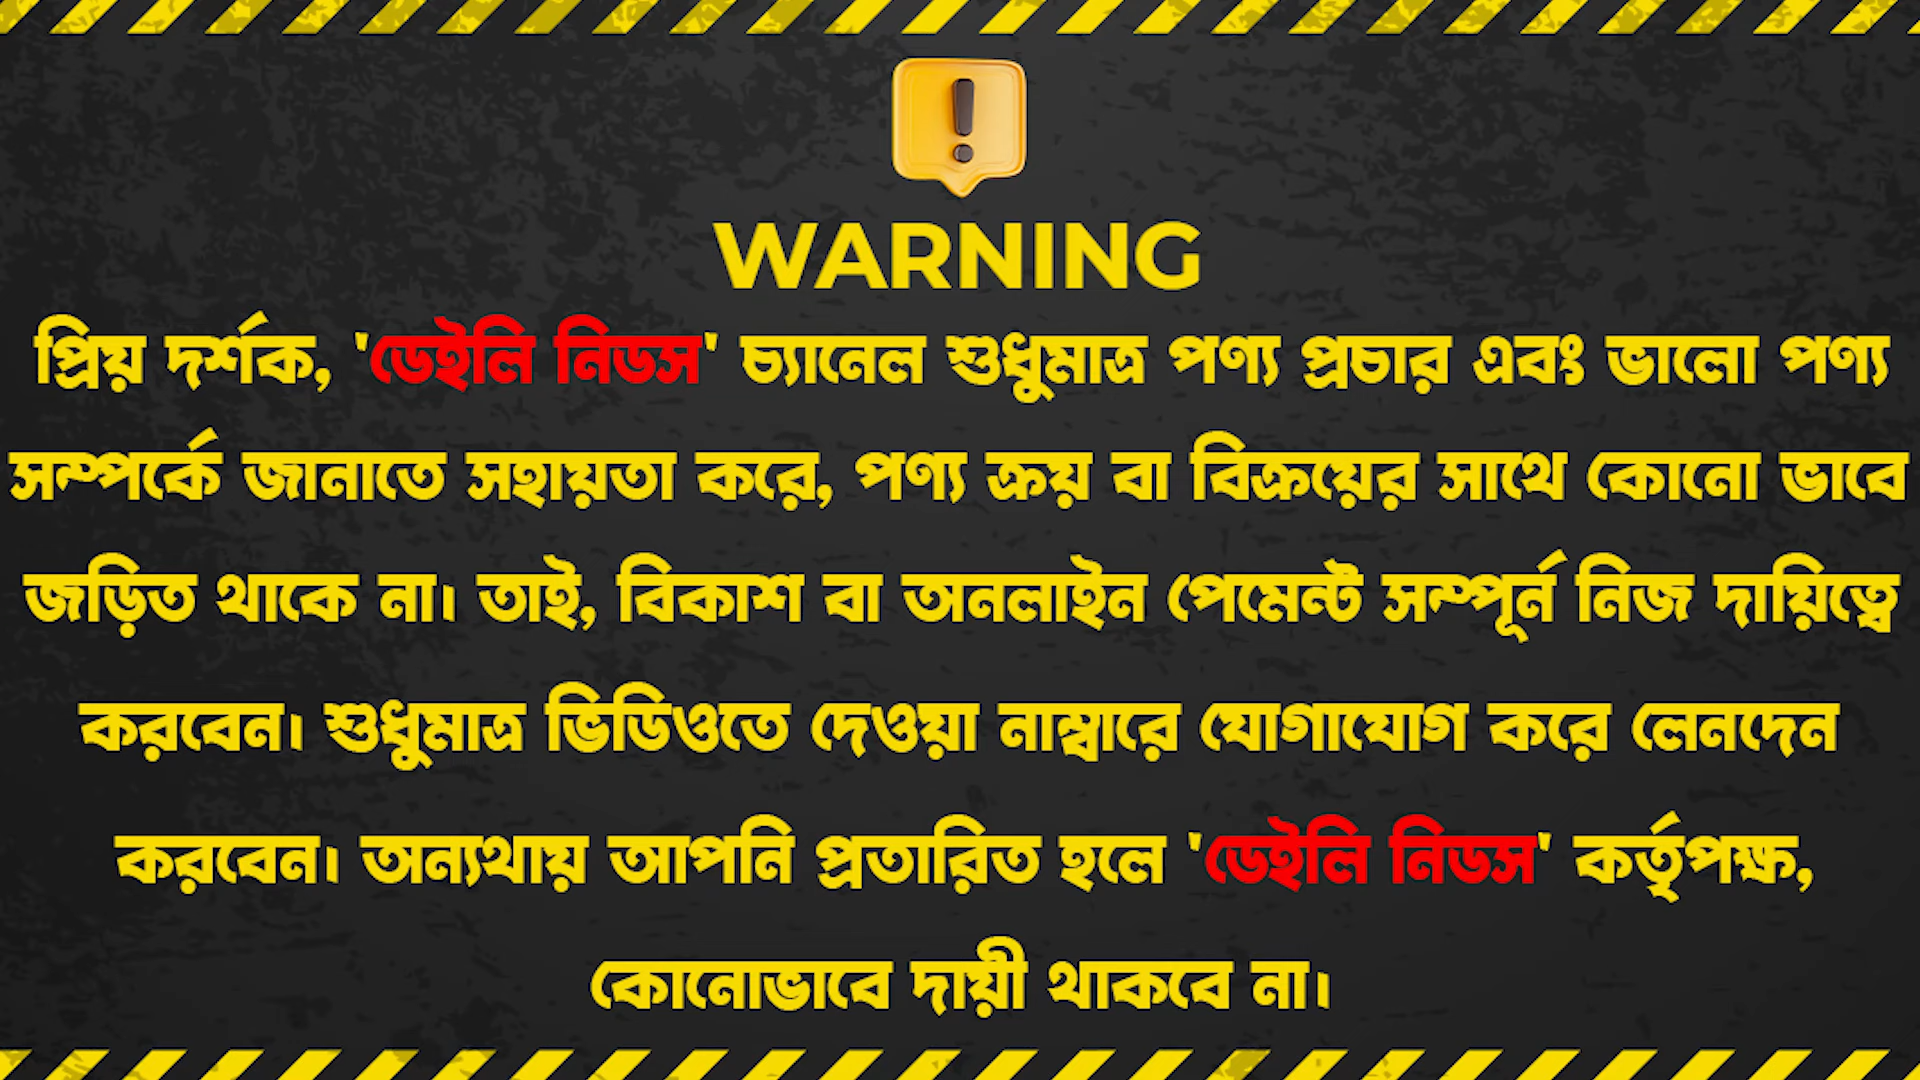 WARNING
প্রিয় দর্শক, 'ডেইলি নিডস' চ্যানেল শুধুমাত্র পণ্য প্রচার এবং ভালো পণ্য
সম্পর্কে জানাতে সহায়তা করে, পণ্য ক্রয় বা বিক্রয়ের সাথে কোনো ভাবে
জড়িত থাকে না। তাই, বিকাশ বা অনলাইন পেমেন্ট সম্পূর্ন নিজ দায়িত্বে
করবেন। শুধুমাত্র ভিডিওতে দেওয়া নাম্বারে যোগাযোগ করে লেনদেন
করবেন। অন্যথায় আপনি প্রতারিত হলে 'ডেইলি নিডস' কর্তৃপক্ষ,
কোনোভাবে দায়ী থাকবে না।